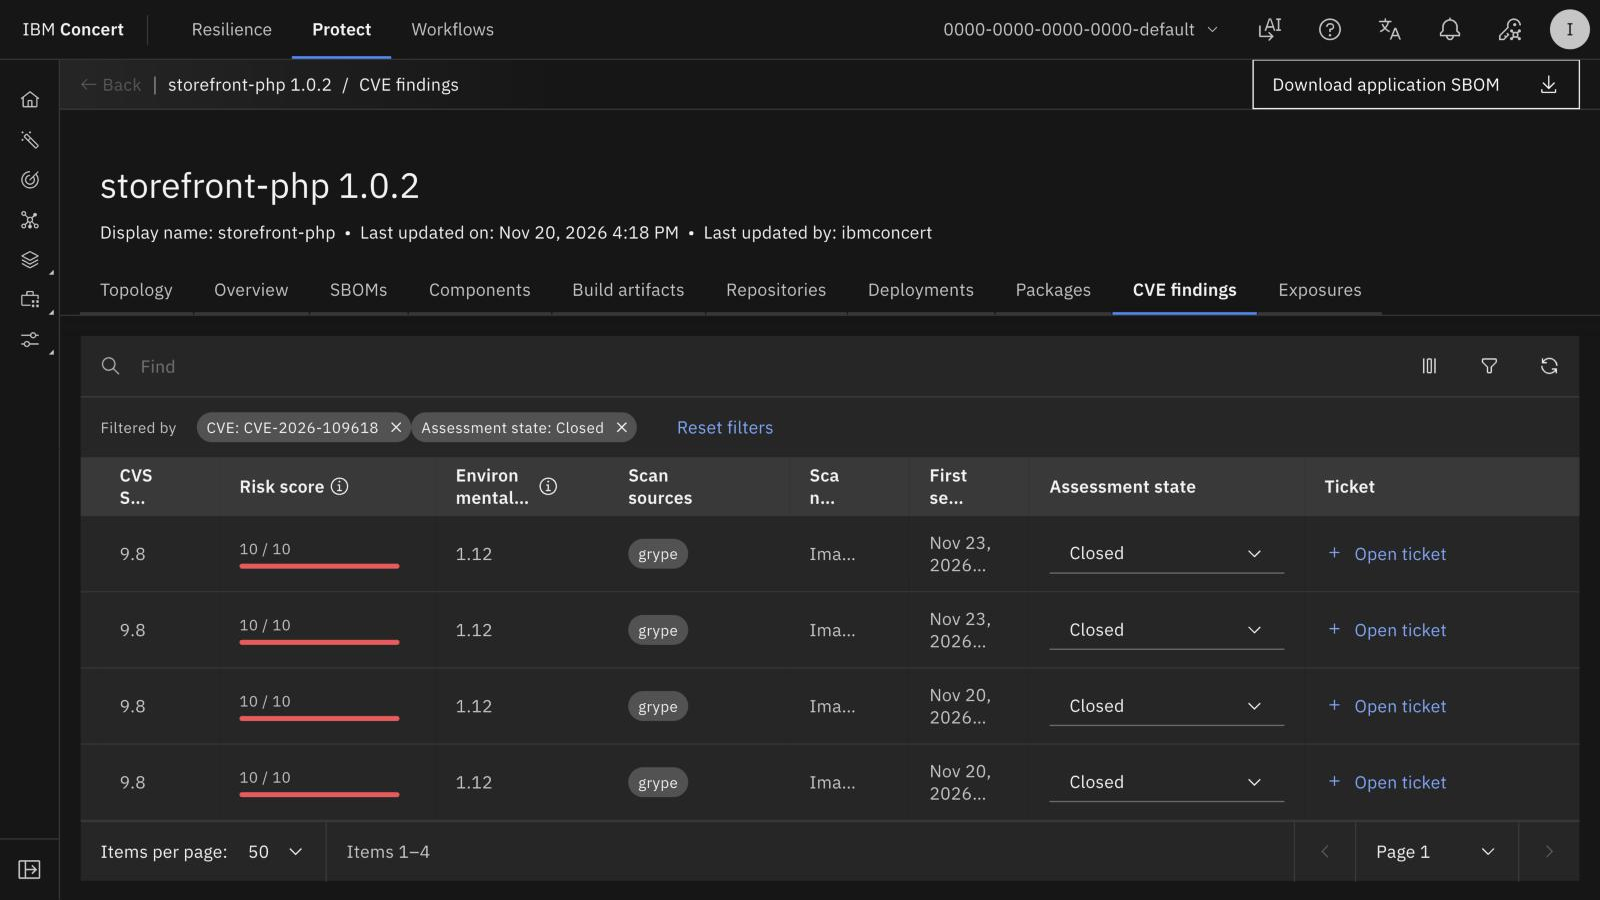 IBM Concert
Resilience
Protect
Workflows
0000-0000-0000-0000-default
I
Back | storefront-php 1.0.2 / CVE findings
Download application SBOM
storefront-php 1.0.2
Display name: storefront-php • Last updated on: Nov 20, 2026 4:18 PM • Last updated by: ibmconcert
Topology Overview SBOMs Components Build artifacts Repositories Deployments Packages CVE findings Exposures
Find
Filtered by CVE: CVE-2026-109618 Assessment state: Closed Reset filters
CVS S... Risk score Environmental... Scan sources Scan... First se... Assessment state Ticket
9.8 10 / 10 1.12 grype Ima... Nov 23, 2026... Closed + Open ticket
9.8 10 / 10 1.12 grype Ima... Nov 23, 2026... Closed + Open ticket
9.8 10 / 10 1.12 grype Ima... Nov 20, 2026... Closed + Open ticket
9.8 10 / 10 1.12 grype Ima... Nov 20, 2026... Closed + Open ticket
Items per page: 50 Items 1–4 Page 1